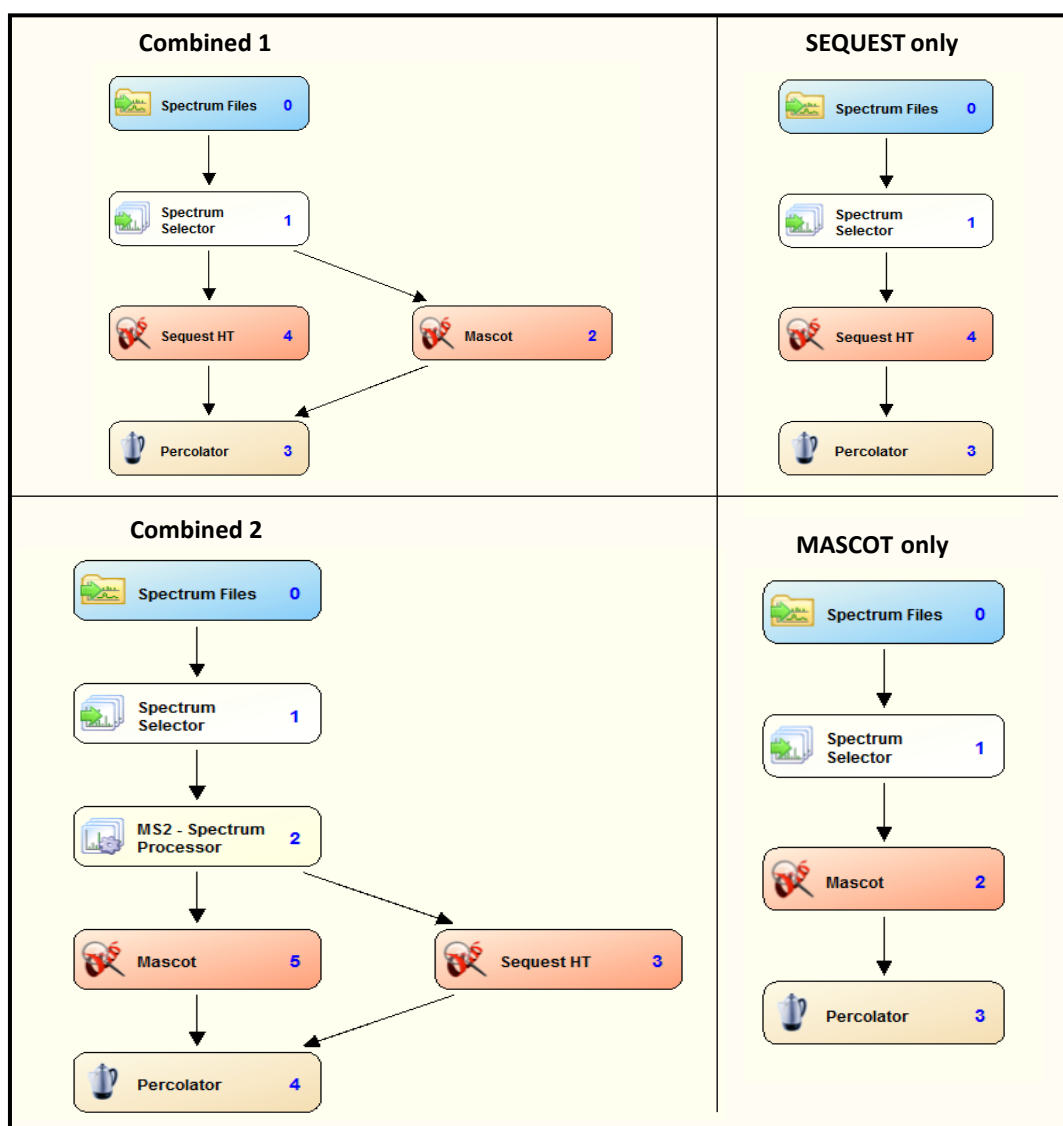 Combined 1
Spectrum Files 0
Spectrum
Selector 1
Sequest HT 4
Mascot 2
Percolator 3
SEQUEST only
Spectrum Files 0
Spectrum
Selector 1
Sequest HT 4
Percolator 3
Combined 2
Spectrum Files 0
Spectrum
Selector 1
MS2 - Spectrum
Processor 2
Mascot 5
Sequest HT 3
Percolator 4
MASCOT only
Spectrum Files 0
Spectrum
Selector 1
Mascot 2
Percolator 3